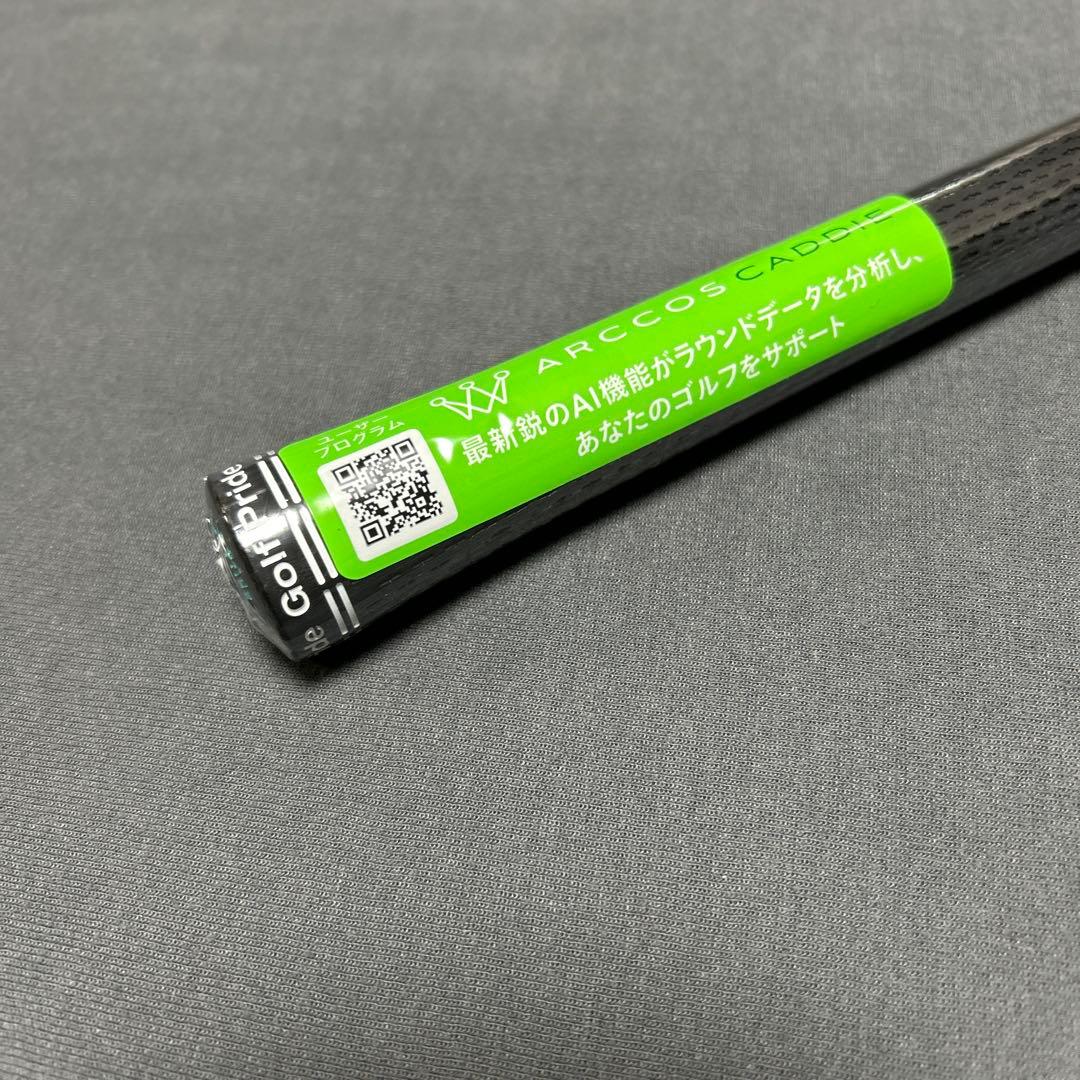 ARCCOS CADDIE
最新鋭のAI機能がラウンドデータを分析し、
あなたのゴルフをサポート
ユーザー
プログラム
Golf Pride
de